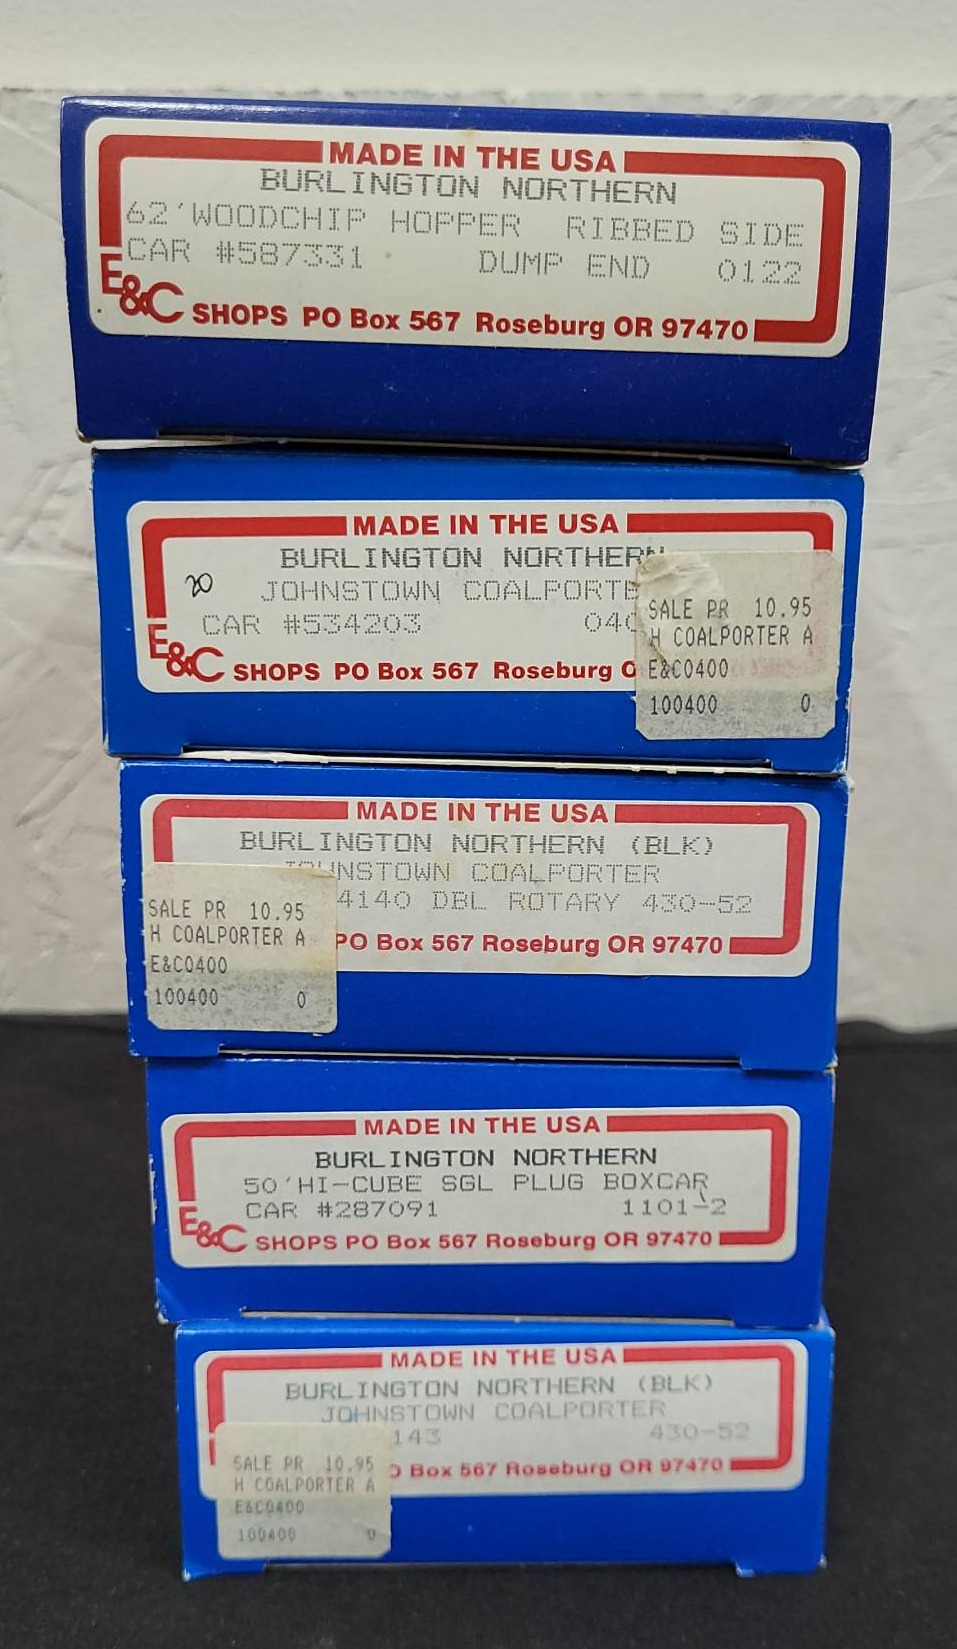 MADE IN THE USA
BURLINGTON NORTHERN
62'WOODCHIP HOPPER RIBBED SIDE
CAR #587331 DUMP END 0122
E&C SHOPS PO Box 567 Roseburg OR 97470
MADE IN THE USA
BURLINGTON NORTHERN
20
JOHNSTOWN COALPORTE
CAR #534203 040
E&C SHOPS PO Box 567 Roseburg O
SALE PR 10.95
H COALPORTER A
E&C0400
100400 0
MADE IN THE USA
BURLINGTON NORTHERN (BLK)
JOHNSTOWN COALPORTER
4140 DBL ROTARY 430-52
PO Box 567 Roseburg OR 97470
SALE PR 10.95
H COALPORTER A
E&C0400
100400 0
MADE IN THE USA
BURLINGTON NORTHERN
50'HI-CUBE SGL PLUG BOXCAR
CAR #287091 1101-2
E&C SHOPS PO Box 567 Roseburg OR 97470
MADE IN THE USA
BURLINGTON NORTHERN (BLK)
JOHNSTOWN COALPORTER
143 430-52
Box 567 Roseburg OR 97470
SALE PR 10.95
H COALPORTER A
E&C0400
100400 0